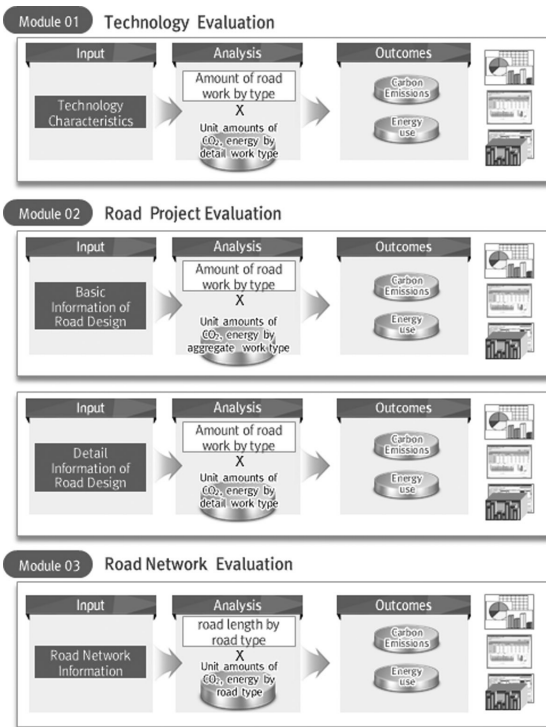 Module 01 Technology Evaluation
Input Analysis Outcomes
Technology
Characteristics
Amount of road
work by type
X
Unit amounts of
CO₂, energy by
detail work type
Carbon
Emissions
Energy
use
Module 02 Road Project Evaluation
Input Analysis Outcomes
Basic
Information of
Road Design
Amount of road
work by type
X
Unit amounts of
CO₂, energy by
aggregate work type
Carbon
Emissions
Energy
use
Input Analysis Outcomes
Detail
Information of
Road Design
Amount of road
work by type
X
Unit amounts of
CO₂, energy by
detail work type
Carbon
Emissions
Energy
use
Module 03 Road Network Evaluation
Input Analysis Outcomes
Road Network
Information
road length by
road type
X
Unit amounts of
CO₂, energy by
road type
Carbon
Emissions
Energy
use